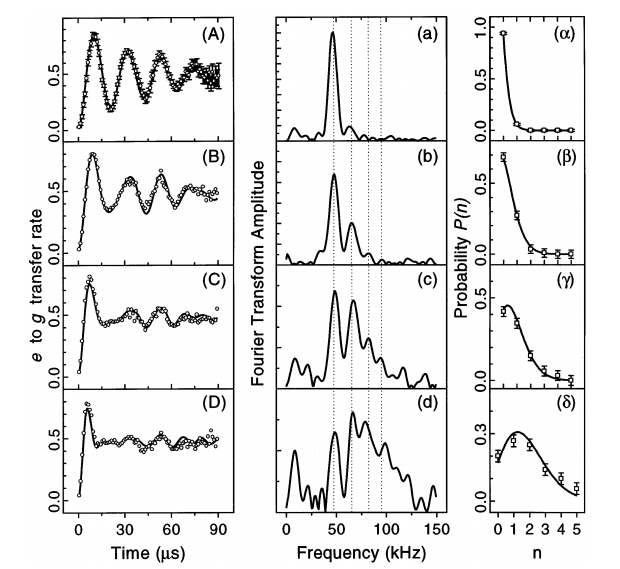 (A)
(a)
(α)
0.5
0.0
0.5
1.0
(B)
(b)
(β)
0.5
0.0
0.5
0.0
(C)
(c)
(γ)
0.5
0.0
0.5
0.0
(D)
(d)
(δ)
0.5
0.0
0.3
0.0
e to g transfer rate
Fourier Transform Amplitude
Probability P(n)
0 30 60 90
0 50 100 150
0 1 2 3 4 5
Time (μs)
Frequency (kHz)
n